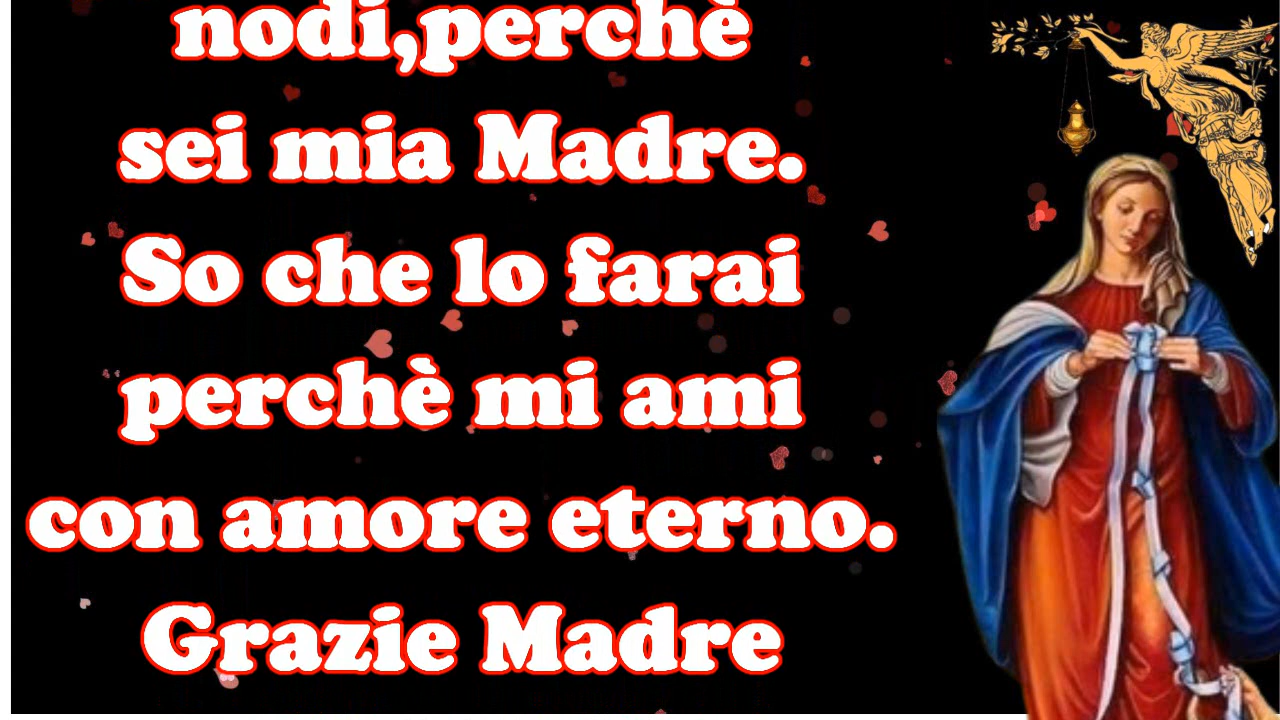 nodi,perchè
sei mia Madre.
So che lo farai
perchè mi ami
con amore eterno.
Grazie Madre